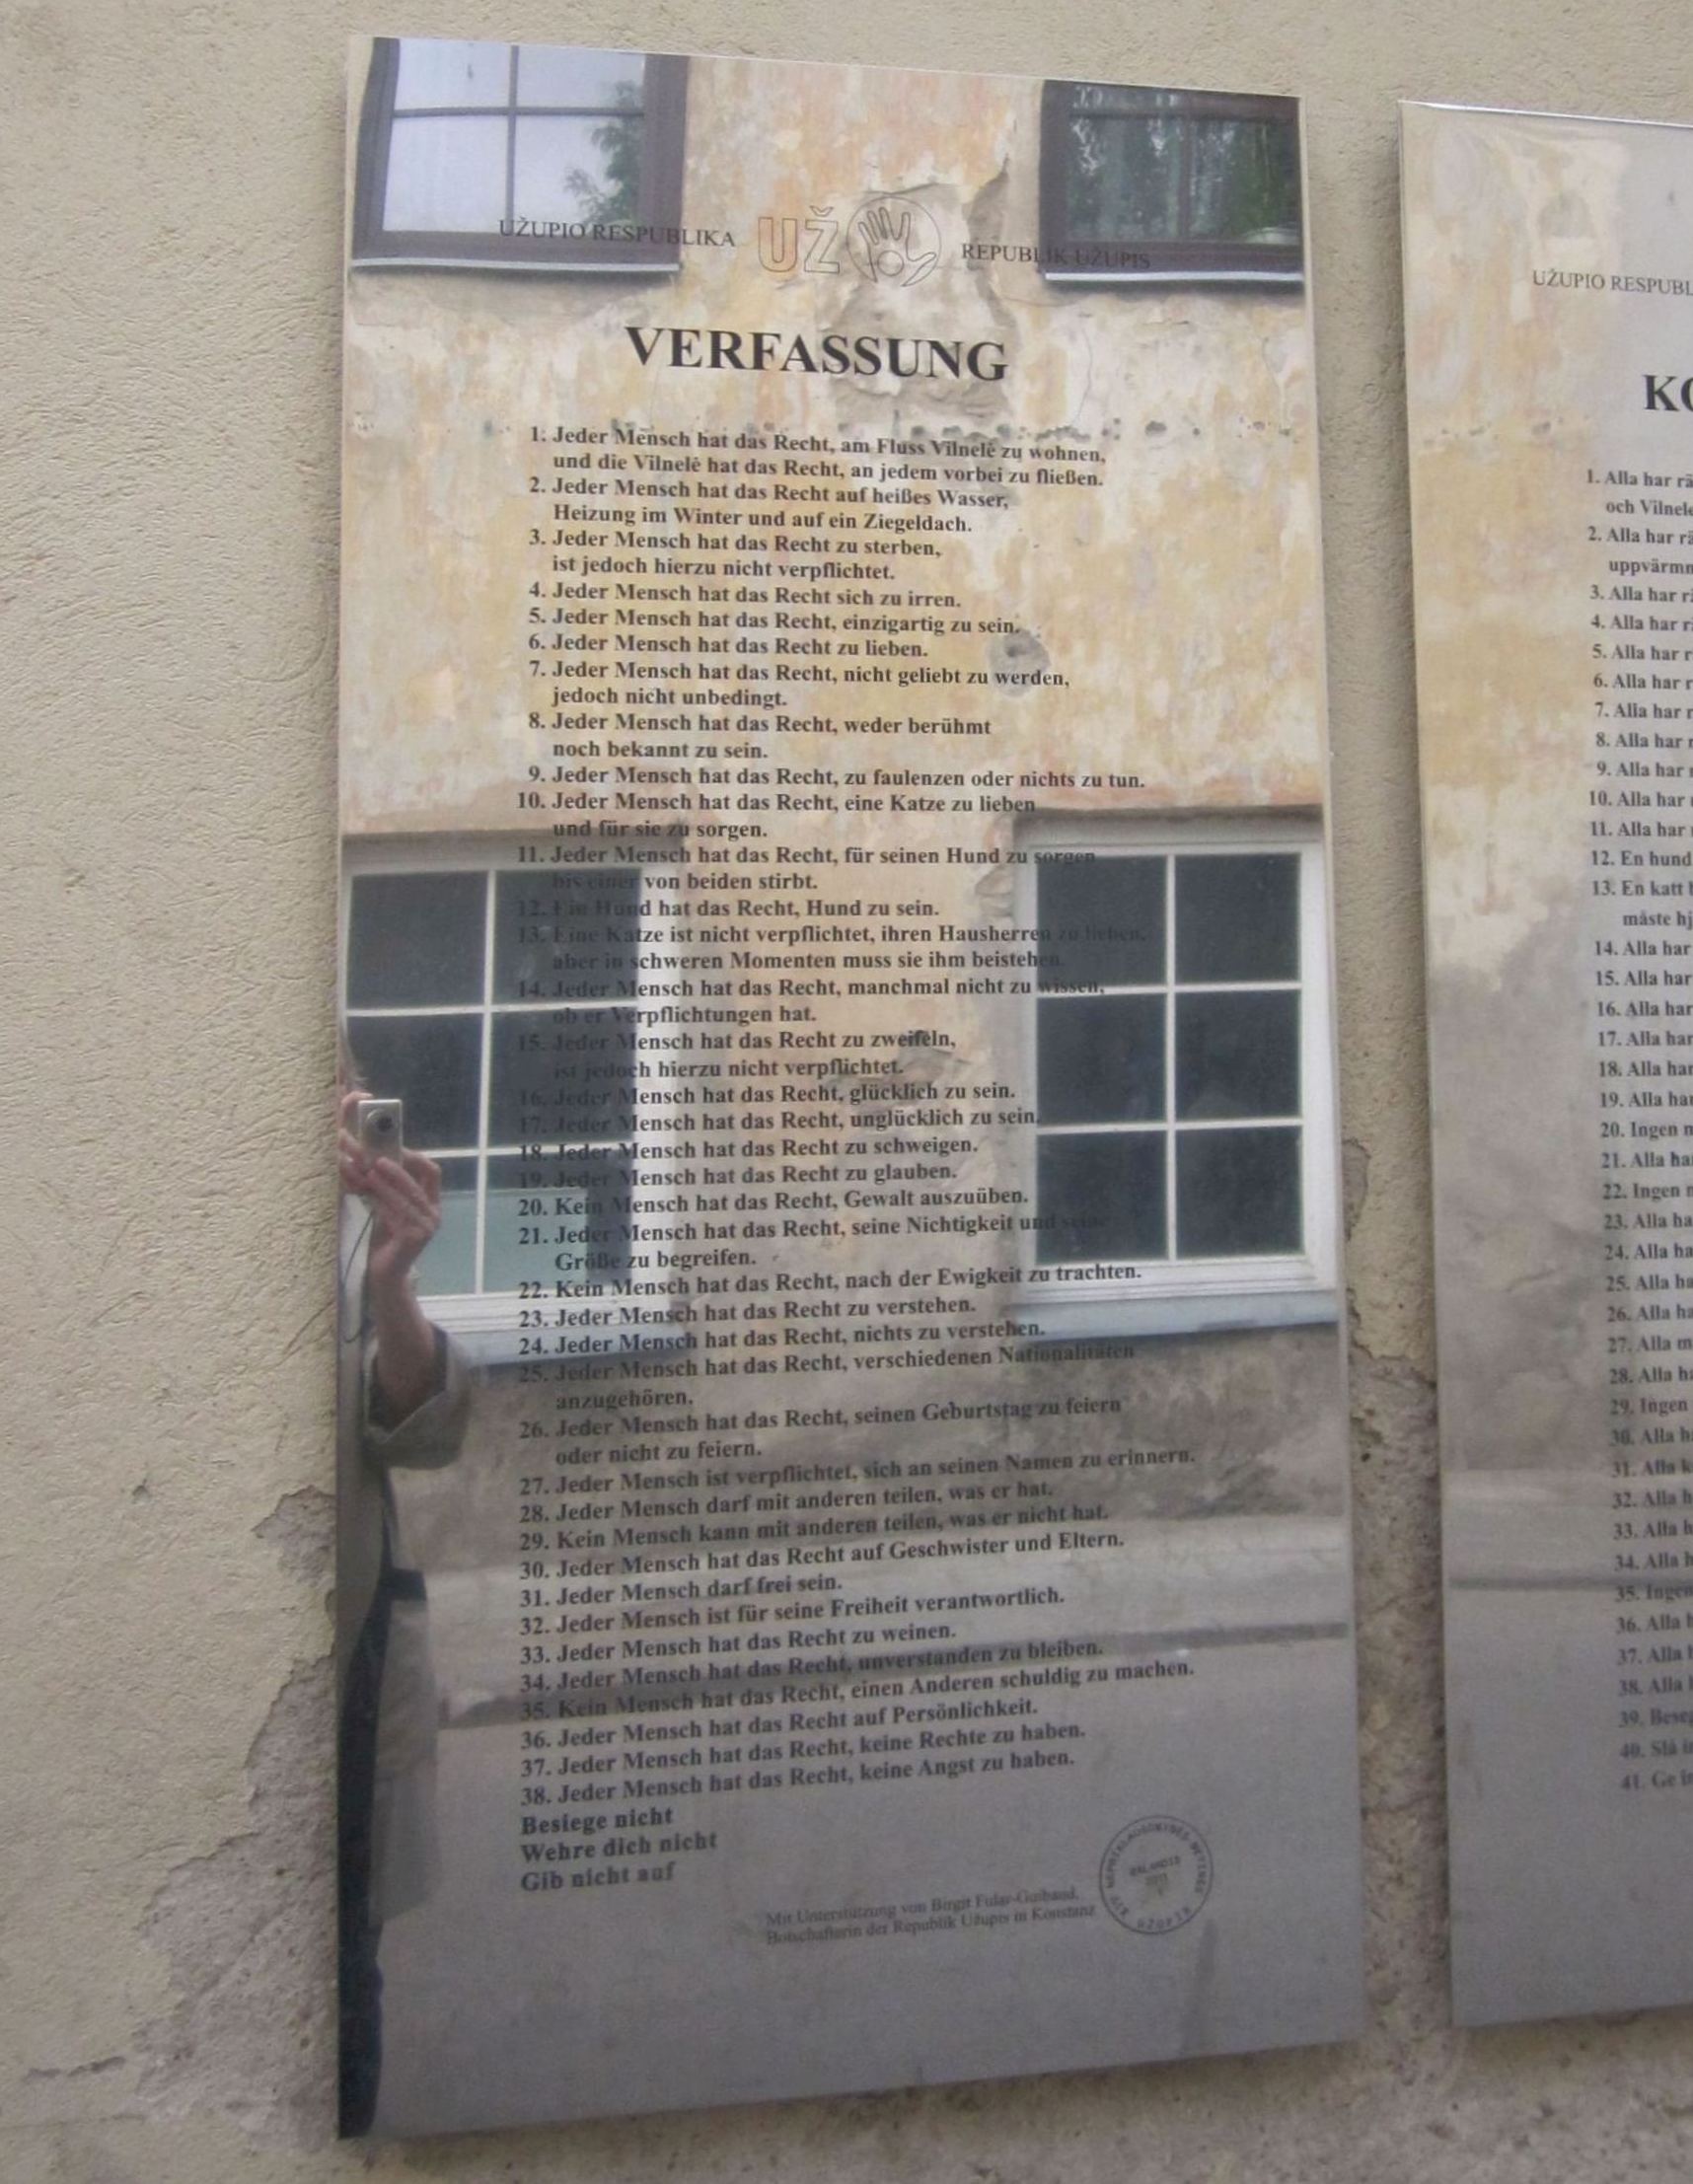 UŽUPIO RESPUBLIKA
UŽ
REPUBLIK UŽUPIS
VERFASSUNG
1. Jeder Mensch hat das Recht, am Fluss Vilnelė zu wohnen,
und die Vilnelė hat das Recht, an jedem vorbei zu fließen.
2. Jeder Mensch hat das Recht auf heißes Wasser,
Heizung im Winter und auf ein Ziegeldach.
3. Jeder Mensch hat das Recht zu sterben,
ist jedoch hierzu nicht verpflichtet.
4. Jeder Mensch hat das Recht sich zu irren.
5. Jeder Mensch hat das Recht, einzigartig zu sein.
6. Jeder Mensch hat das Recht zu lieben.
7. Jeder Mensch hat das Recht, nicht geliebt zu werden,
jedoch nicht unbedingt.
8. Jeder Mensch hat das Recht, weder berühmt
noch bekannt zu sein.
9. Jeder Mensch hat das Recht, zu faulenzen oder nichts zu tun.
10. Jeder Mensch hat das Recht, eine Katze zu lieben
und für sie zu sorgen.
11. Jeder Mensch hat das Recht, für seinen Hund zu sorgen
bis einer von beiden stirbt.
12. Ein Hund hat das Recht, Hund zu sein.
13. Eine Katze ist nicht verpflichtet, ihren Hausherren zu lieben,
aber in schweren Momenten muss sie ihm beistehen.
14. Jeder Mensch hat das Recht, manchmal nicht zu wissen,
ob er Verpflichtungen hat.
15. Jeder Mensch hat das Recht zu zweifeln,
ist jedoch hierzu nicht verpflichtet.
16. Jeder Mensch hat das Recht, glücklich zu sein.
17. Jeder Mensch hat das Recht, unglücklich zu sein.
18. Jeder Mensch hat das Recht zu schweigen.
19. Jeder Mensch hat das Recht zu glauben.
20. Kein Mensch hat das Recht, Gewalt auszuüben.
21. Jeder Mensch hat das Recht, seine Nichtigkeit und seine
Größe zu begreifen.
22. Kein Mensch hat das Recht, nach der Ewigkeit zu trachten.
23. Jeder Mensch hat das Recht zu verstehen.
24. Jeder Mensch hat das Recht, nichts zu verstehen.
25. Jeder Mensch hat das Recht, verschiedenen Nationalitäten
anzugehören.
26. Jeder Mensch hat das Recht, seinen Geburtstag zu feiern
oder nicht zu feiern.
27. Jeder Mensch ist verpflichtet, sich an seinen Namen zu erinnern.
28. Jeder Mensch darf mit anderen teilen, was er hat.
29. Kein Mensch kann mit anderen teilen, was er nicht hat.
30. Jeder Mensch hat das Recht auf Geschwister und Eltern.
31. Jeder Mensch darf frei sein.
32. Jeder Mensch ist für seine Freiheit verantwortlich.
33. Jeder Mensch hat das Recht zu weinen.
34. Jeder Mensch hat das Recht, unverstanden zu bleiben.
35. Kein Mensch hat das Recht, einen Anderen schuldig zu machen.
36. Jeder Mensch hat das Recht auf Persönlichkeit.
37. Jeder Mensch hat das Recht, keine Rechte zu haben.
38. Jeder Mensch hat das Recht, keine Angst zu haben.
Besiege nicht
Wehre dich nicht
Gib nicht auf
Mit Unterstützung von Birgit
Botschafterin der Republik Užupis in Konstanz
UŽUPIO
1. Alla har
och
2. Alla har
3. Alla har
4. Alla har
5. Alla har
6. Alla har
7. Alla har
8. Alla har
9. Alla har
10. Alla har
11. Alla har
12. En hund
13. En katt
måste
14. Alla har
15. Alla har
16. Alla har
17. Alla har
18. Alla har
19. Alla har
20. Ingen
21. Alla
22. Ingen
23. Alla
24. Alla
25. Alla
26. Alla
27. Alla
28. Alla
29. Ingen
30. Alla
31. Alla
32. Alla
33. Alla
34. Alla
35. Ingen
36. Alla
37. Alla
38. Alla
39.
40. Slå
41. Ge